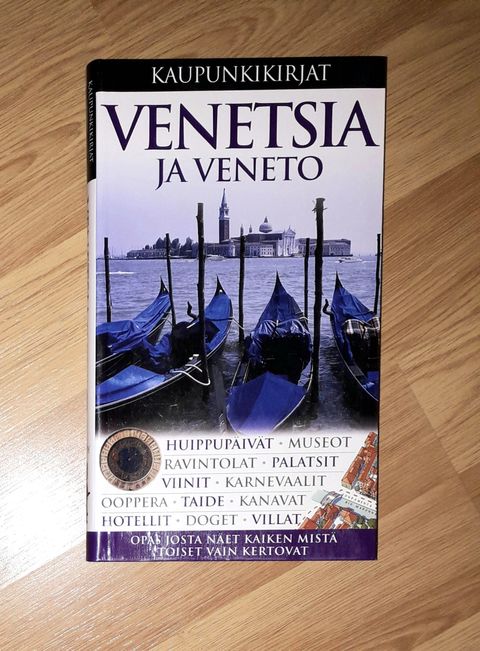 KAUPUNKIKIRJAT
KAUPUNKIKIRJAT
VENETSIA
JA VENETO
HUIPPUPÄIVÄT • MUSEOT
RAVINTOLAT • PALATSIT
VIINIT • KARNEVAALIT
OOPPERA • TAIDE • KANAVAT
HOTELLIT • DOGET • VILLAT
OPAS JOSTA NÄET KAIKEN MISTÄ
TOISET VAIN KERTOVAT